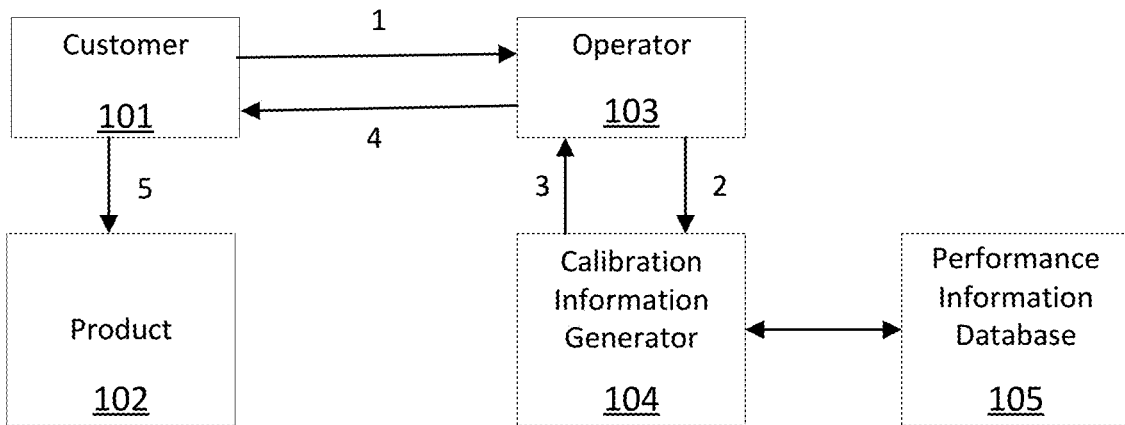 1
Customer
101
Operator
103
4
5
3
2
Product
102
Calibration
Information
Generator
104
Performance
Information
Database
105